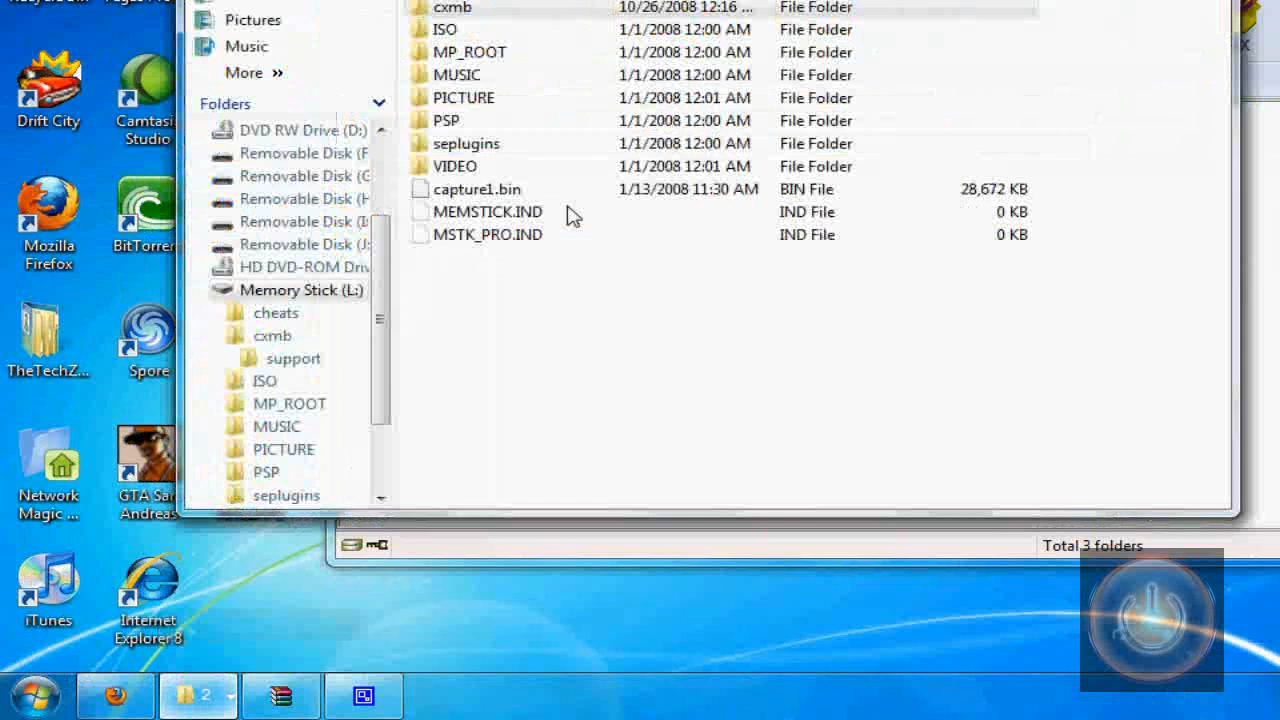 Pictures
Music
More »
Folders
DVD RW Drive (D:)
Removable Disk (F
Removable Disk (G
Removable Disk (H
Removable Disk (I:
Removable Disk (J:
HD DVD-ROM Driv
Memory Stick (L:)
cheats
cxmb
support
ISO
MP_ROOT
MUSIC
PICTURE
PSP
seplugins
cxmb 10/26/2008 12:16 ... File Folder
ISO 1/1/2008 12:00 AM File Folder
MP_ROOT 1/1/2008 12:00 AM File Folder
MUSIC 1/1/2008 12:00 AM File Folder
PICTURE 1/1/2008 12:01 AM File Folder
PSP 1/1/2008 12:00 AM File Folder
seplugins 1/1/2008 12:00 AM File Folder
VIDEO 1/1/2008 12:01 AM File Folder
capture1.bin 1/13/2008 11:30 AM BIN File 28,672 KB
MEMSTICK.IND IND File 0 KB
MSTK_PRO.IND IND File 0 KB
Total 3 folders
Drift City
Camtasi
Studio
Mozilla
Firefox
BitTorren
TheTechZ...
Spore
Network
Magic ...
GTA San
Andreas
iTunes
Internet
Explorer 8
2